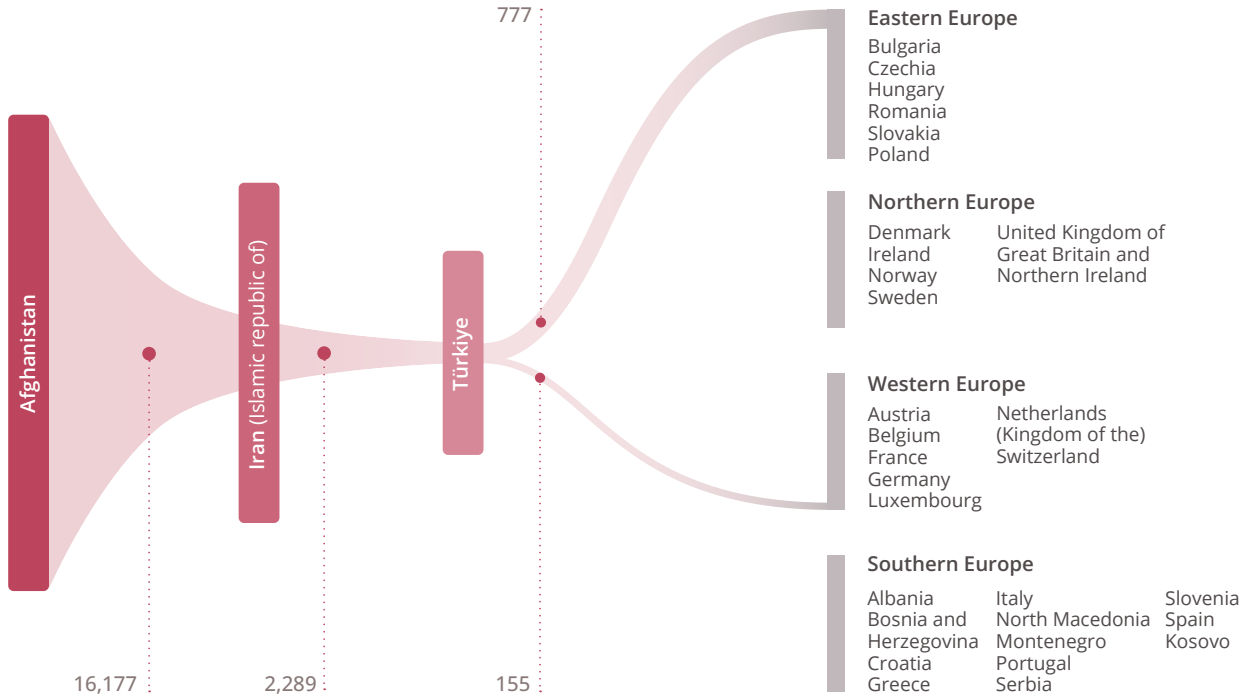 777
Afghanistan
Iran (Islamic republic of)
Türkiye
16,177
2,289
155
Eastern Europe
Bulgaria
Czechia
Hungary
Romania
Slovakia
Poland
Northern Europe
Denmark
Ireland
Norway
Sweden
United Kingdom of
Great Britain and
Northern Ireland
Western Europe
Austria
Belgium
France
Germany
Luxembourg
Netherlands
(Kingdom of the)
Switzerland
Southern Europe
Albania
Bosnia and
Herzegovina
Croatia
Greece
Italy
North Macedonia
Montenegro
Portugal
Serbia
Slovenia
Spain
Kosovo